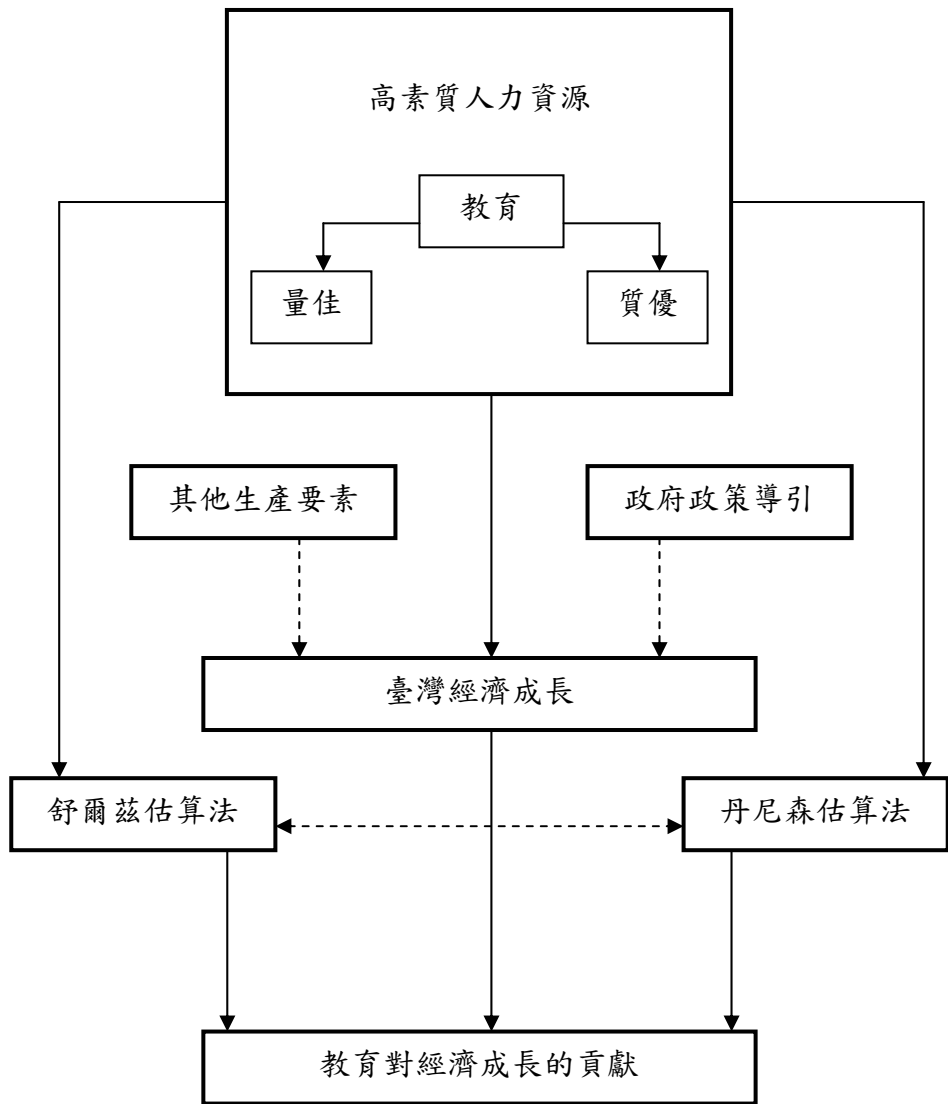 高素質人力資源
教育
量佳
質優
其他生產要素
政府政策導引
臺灣經濟成長
舒爾茲估算法
丹尼森估算法
教育對經濟成長的貢獻